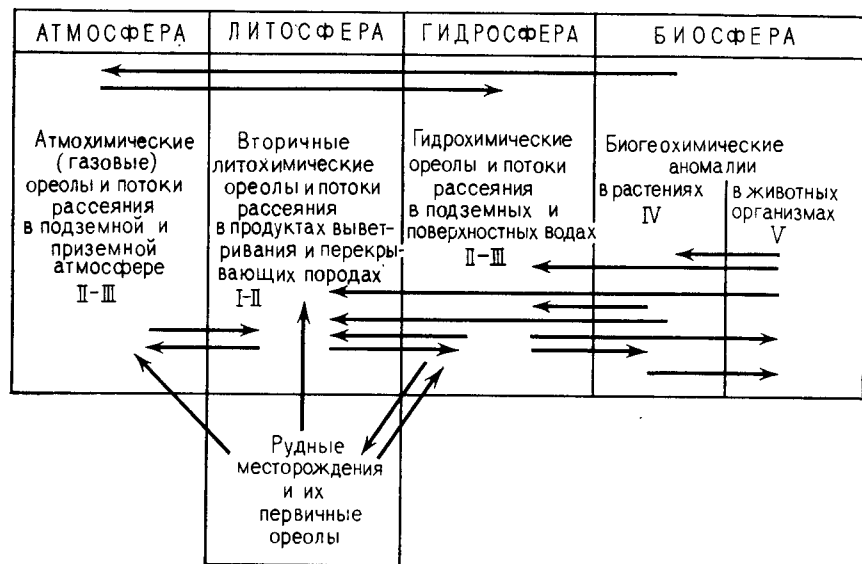 АТМОСФЕРА
ЛИТОСФЕРА
ГИДРОСФЕРА
БИОСФЕРА
Атмохимические
(газовые)
ореолы и потоки
рассеяния
в подземной и
приземной
атмосфере
II-III
Вторичные
литохимические
ореолы и потоки
рассеяния
в продуктах вывет-
ривания и перекры-
вающих породах
I-II
Гидрохимические
ореолы и потоки
рассеяния
в подземных и
поверхностных водах
II-III
Биогеохимические
аномалии
в растениях
IV
в животных
организмах
V
Рудные
месторождения
и их
первичные
ореолы